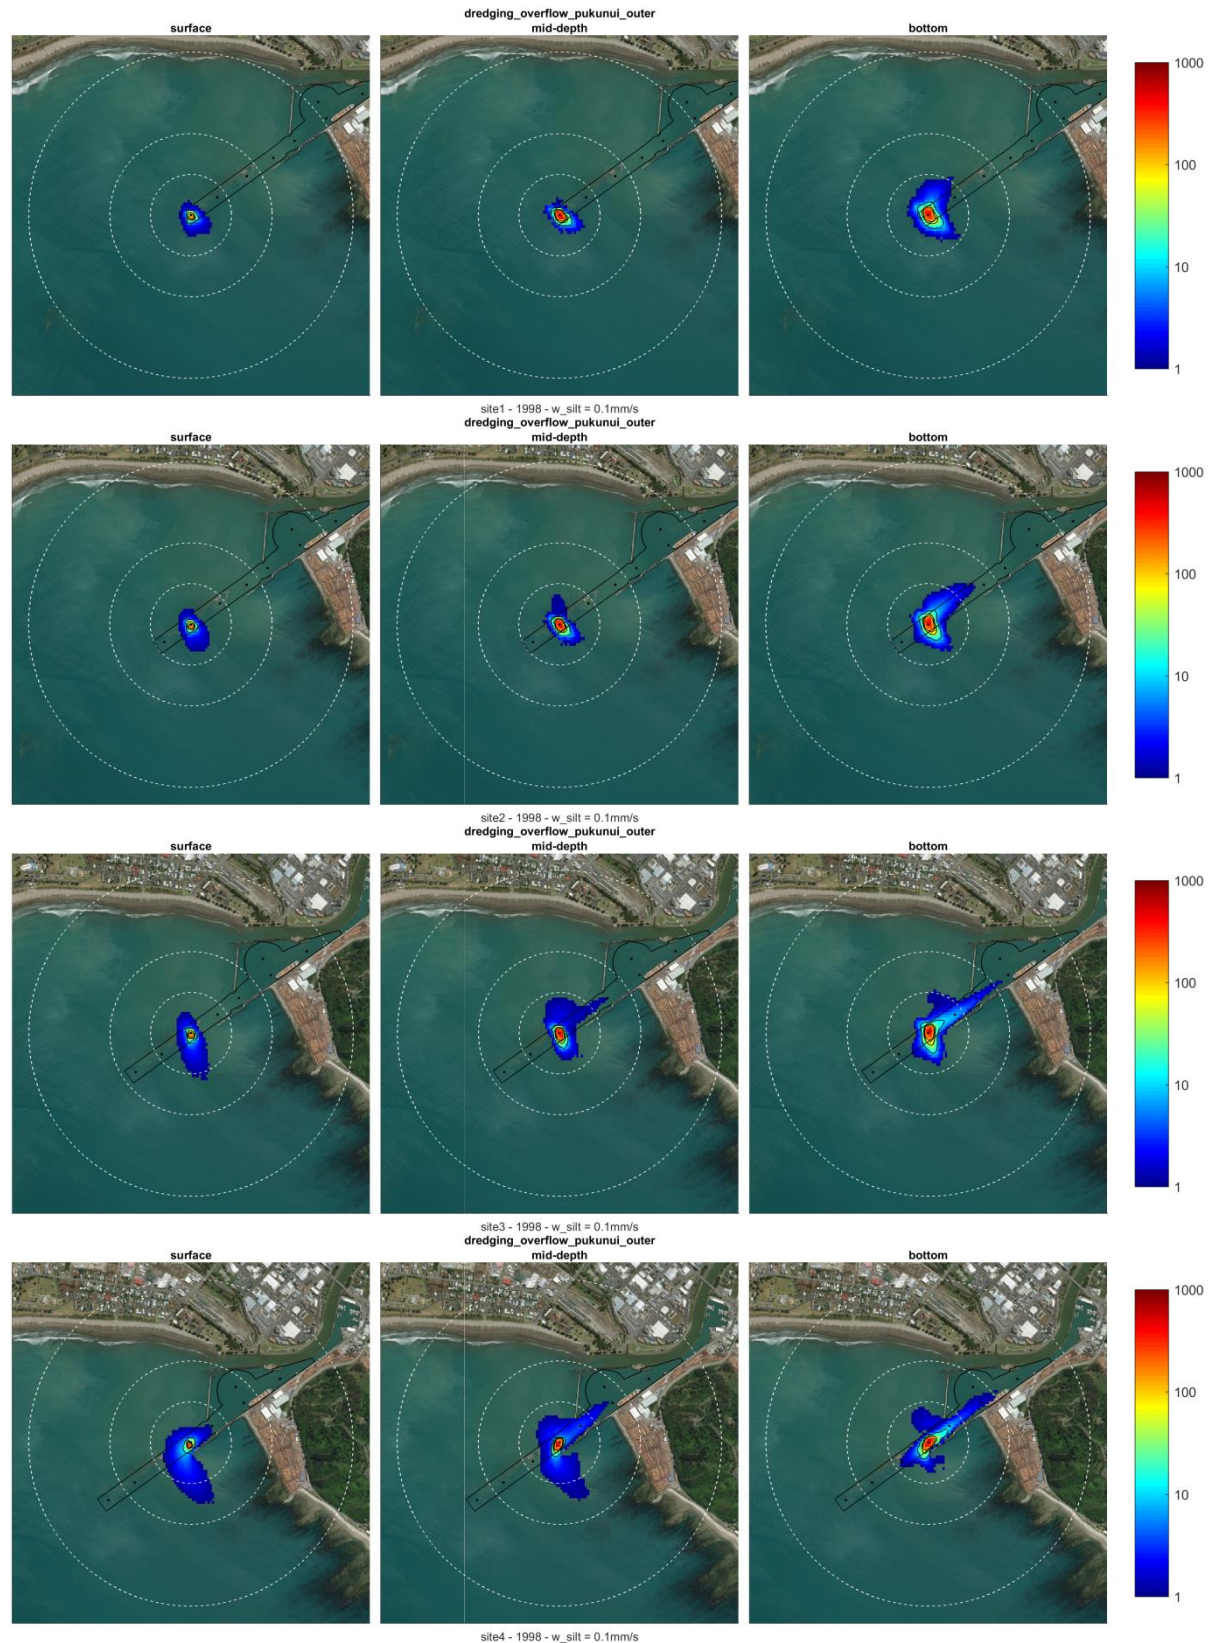 dredging_overflow_pukunui_outer
surface mid-depth bottom
1000
100
10
1
site1 - 1998 - w_silt = 0.1mm/s
dredging_overflow_pukunui_outer
surface mid-depth bottom
1000
100
10
1
site2 - 1998 - w_silt = 0.1mm/s
dredging_overflow_pukunui_outer
surface mid-depth bottom
1000
100
10
1
site3 - 1998 - w_silt = 0.1mm/s
dredging_overflow_pukunui_outer
surface mid-depth bottom
1000
100
10
1
site4 - 1998 - w_silt = 0.1mm/s